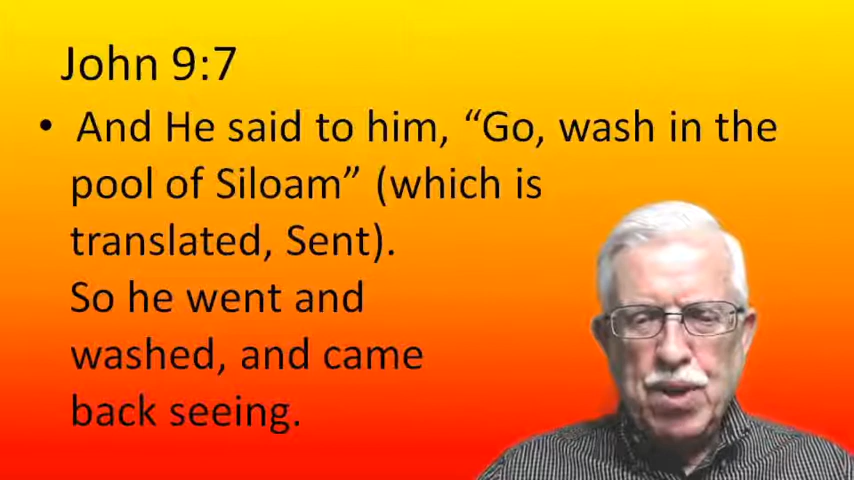 John 9:7
• And He said to him, “Go, wash in the
pool of Siloam” (which is
translated, Sent).
So he went and
washed, and came
back seeing.